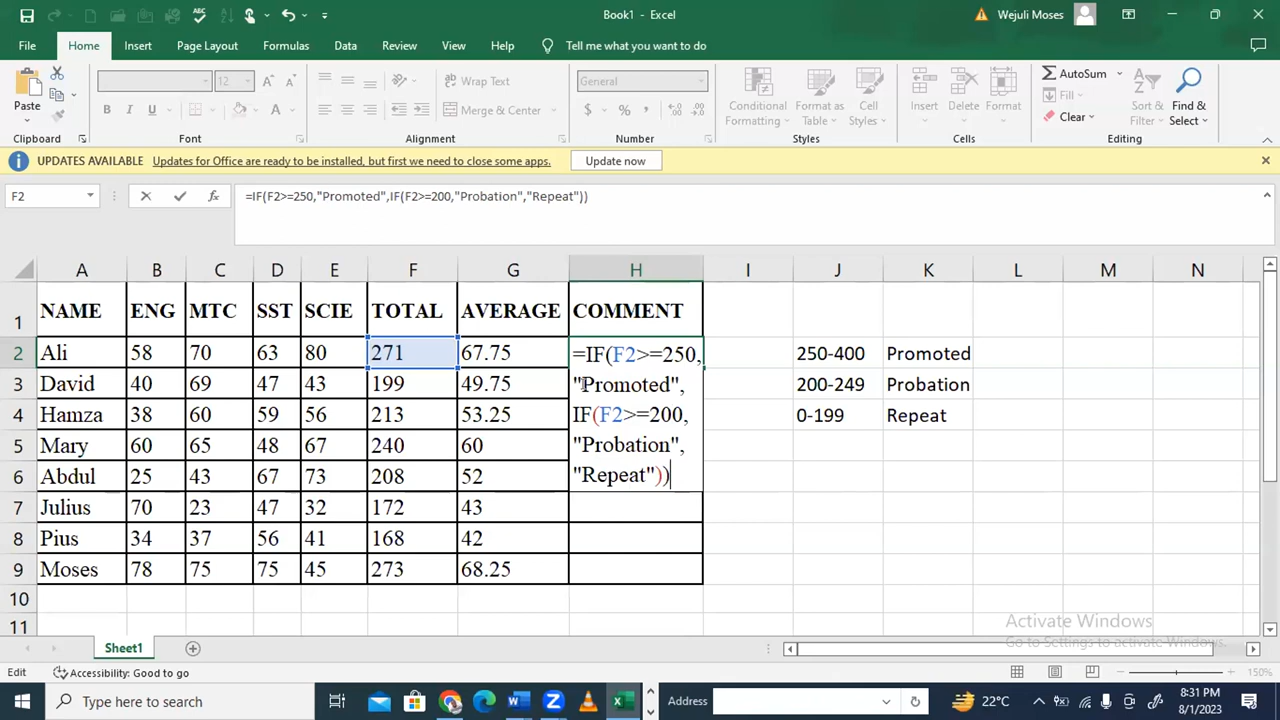 Book1 - Excel
Wejuli Moses
File Home Insert Page Layout Formulas Data Review View Help Tell me what you want to do
Paste
Clipboard
12
B I U A
Font
Wrap Text
Merge & Center
Alignment
General
$ % ,
Number
Conditional Formatting
Format as Table
Cell Styles
Styles
Insert Delete Format
Cells
AutoSum
Fill
Clear
Sort & Filter
Find & Select
Editing
UPDATES AVAILABLE Updates for Office are ready to be installed, but first we need to close some apps. Update now
F2 fx =IF(F2>=250,"Promoted",IF(F2>=200,"Probation","Repeat"))
A B C D E F G H I J K L M N
1 NAME ENG MTC SST SCIE TOTAL AVERAGE COMMENT
2 Ali 58 70 63 80 271 67.75 =IF(F2>=250, 250-400 Promoted
3 David 40 69 47 43 199 49.75 "Promoted", 200-249 Probation
4 Hamza 38 60 59 56 213 53.25 IF(F2>=200, 0-199 Repeat
5 Mary 60 65 48 67 240 60 "Probation",
6 Abdul 25 43 67 73 208 52 "Repeat"))
7 Julius 70 23 47 32 172 43
8 Pius 34 37 56 41 168 42
9 Moses 78 75 75 45 273 68.25
10
11
Activate Windows
Go to Settings to activate Windows.
Sheet1
Edit Accessibility: Good to go 150%
Type here to search
Address
22°C
8:31 PM
8/1/2023